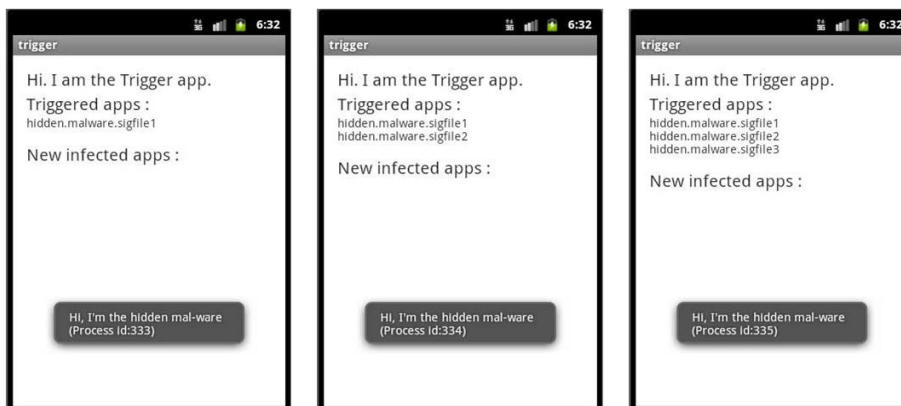 6:32
trigger
Hi. I am the Trigger app.
Triggered apps :
hidden.malware.sigfile1
New infected apps :
Hi, I'm the hidden mal-ware
(Process id:333)
6:32
trigger
Hi. I am the Trigger app.
Triggered apps :
hidden.malware.sigfile1
hidden.malware.sigfile2
New infected apps :
Hi, I'm the hidden mal-ware
(Process id:334)
6:32
trigger
Hi. I am the Trigger app.
Triggered apps :
hidden.malware.sigfile1
hidden.malware.sigfile2
hidden.malware.sigfile3
New infected apps :
Hi, I'm the hidden mal-ware
(Process id:335)